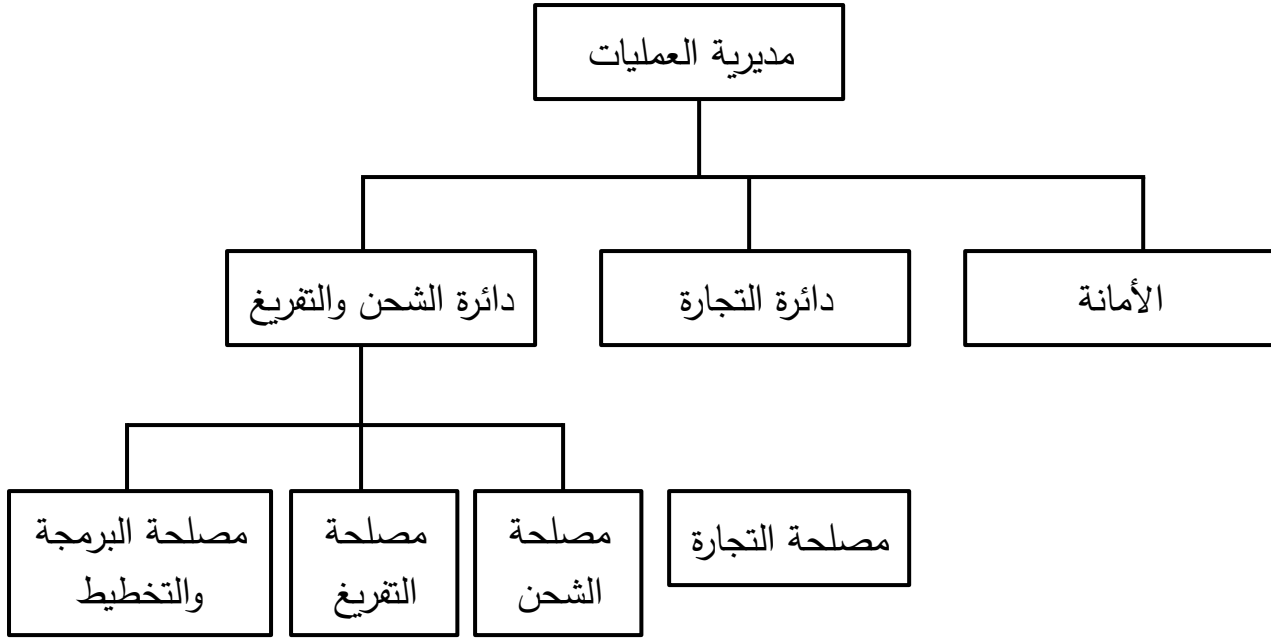 مديرية العمليات
الأمانة
دائرة التجارة
دائرة الشحن والتفريغ
مصلحة التجارة
مصلحة
الشحن
مصلحة
التفريغ
مصلحة البرمجة
والتخطيط